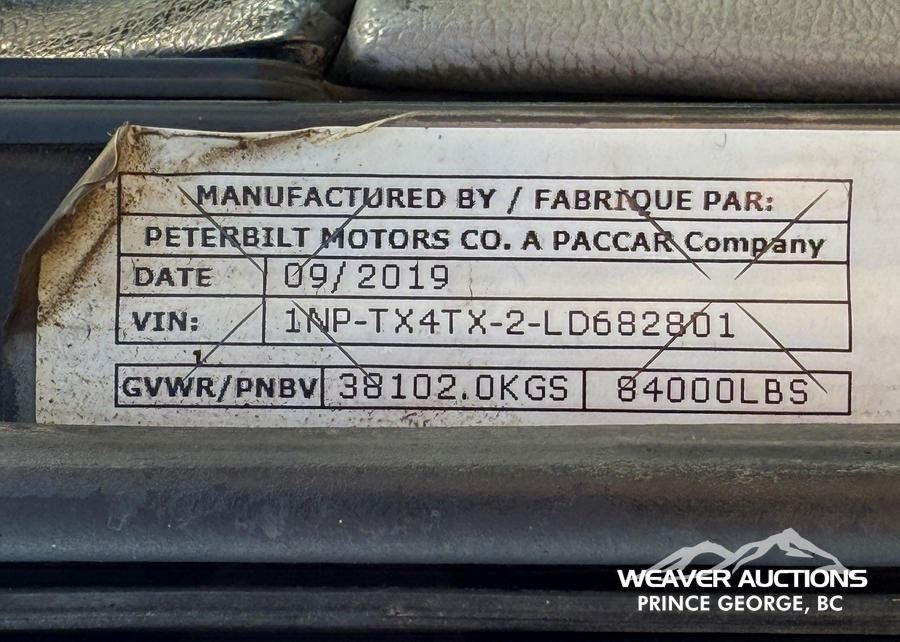 MANUFACTURED BY / FABRIQUE PAR:
PETERBILT MOTORS CO. A PACCAR Company
DATE 09/2019
VIN: 1NP-TX4TX-2-LD682801
GVWR/PNBV 38102.0KGS 84000LBS
WEAVER AUCTIONS
PRINCE GEORGE, BC